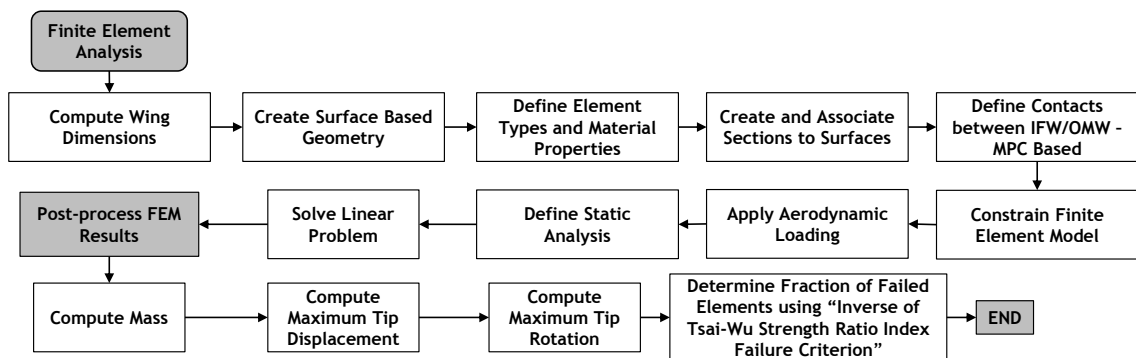 Finite Element
Analysis
Compute Wing
Dimensions
Create Surface Based
Geometry
Define Element
Types and Material
Properties
Create and Associate
Sections to Surfaces
Define Contacts
between IFW/OMW –
MPC Based
Constrain Finite
Element Model
Apply Aerodynamic
Loading
Define Static
Analysis
Solve Linear
Problem
Post-process FEM
Results
Compute Mass
Compute
Maximum Tip
Displacement
Compute
Maximum Tip
Rotation
Determine Fraction of Failed
Elements using “Inverse of
Tsai-Wu Strength Ratio Index
Failure Criterion”
END